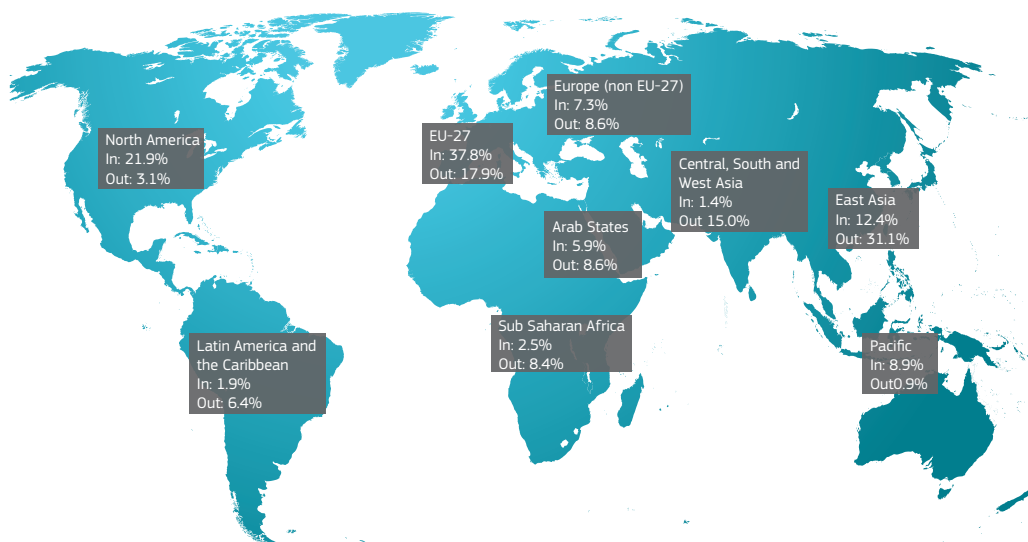 Europe (non EU-27)
In: 7.3%
Out: 8.6%
EU-27
In: 37.8%
Out: 17.9%
North America
In: 21.9%
Out: 3.1%
Central, South and
West Asia
In: 1.4%
Out 15.0%
East Asia
In: 12.4%
Out: 31.1%
Arab States
In: 5.9%
Out: 8.6%
Sub Saharan Africa
In: 2.5%
Out: 8.4%
Latin America and
the Caribbean
In: 1.9%
Out: 6.4%
Pacific
In: 8.9%
Out0.9%